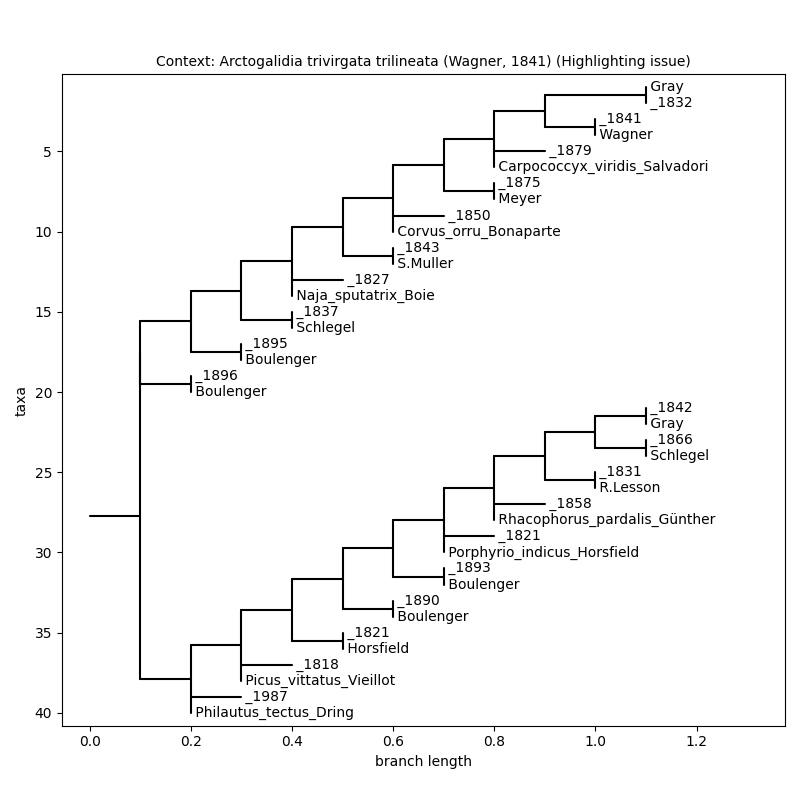 Context: Arctogalidia trivirgata trilineata (Wagner, 1841) (Highlighting issue)
Gray
_1832
_1841
Wagner
_1879
Carpococcyx_viridis_Salvadori
_1875
Meyer
_1850
Corvus_orru_Bonaparte
_1843
S.Muller
_1827
Naja_sputatrix_Boie
_1837
Schlegel
_1895
Boulenger
_1896
Boulenger
_1842
Gray
_1866
Schlegel
_1831
R.Lesson
_1858
Rhacophorus_pardalis_Günther
_1821
Porphyrio_indicus_Horsfield
_1893
Boulenger
_1890
Boulenger
_1821
Horsfield
_1818
Picus_vittatus_Vieillot
_1987
Philautus_tectus_Dring
5
10
15
20
25
30
35
40
taxa
0.0 0.2 0.4 0.6 0.8 1.0 1.2
branch length